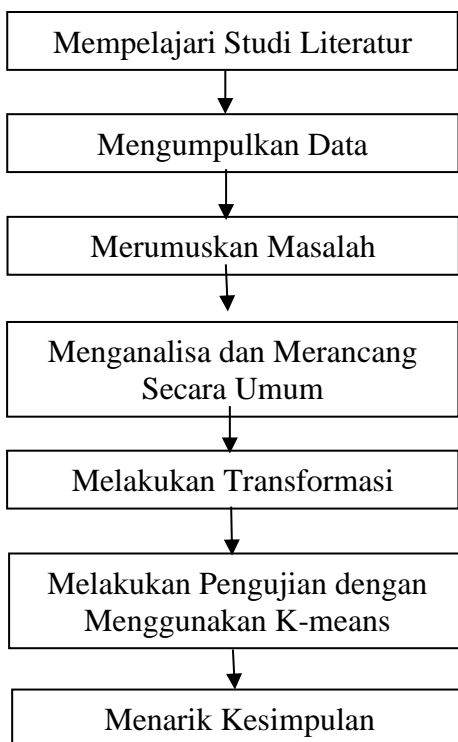 Mempelajari Studi Literatur
Mengumpulkan Data
Merumuskan Masalah
Menganalisa dan Merancang
Secara Umum
Melakukan Transformasi
Melakukan Pengujian dengan
Menggunakan K-means
Menarik Kesimpulan